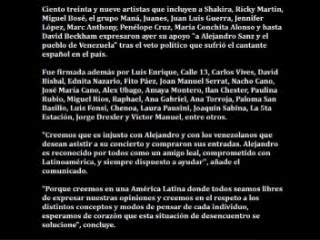 Ciento treinta y nueve artistas que incluyen a Shakira, Ricky Martin,
Miguel Bosé, el grupo Maná, Juanes, Juan Luis Guerra, Jennifer
López, Marc Anthony, Penélope Cruz, María Conchita Alonso y hasta
David Beckham expresaron ayer su apoyo "a Alejandro Sanz y el
pueblo de Venezuela" tras el veto político que sufrió el cantante
español en el país.
Fue firmada además por Luis Enrique, Calle 13, Carlos Vives, David
Bisbal, Ednita Nazario, Fito Páez, Joan Manuel Serrat, Nacho Cano,
José María Cano, Alex Ubago, Amaya Montero, Ilan Chester, Paulina
Rubio, Miguel Ríos, Raphael, Ana Gabriel, Ana Torroja, Paloma San
Basilio, Luis Fonsi, Chenoa, Laura Pausini, Joaquín Sabina, La 5ta
Estación, Jorge Drexler y Victor Manuel, entre otros.
"Creemos que es injusto con Alejandro y con los venezolanos que
desean asistir a su concierto y compraron sus entradas. Alejandro
es reconocido por todos como un amigo leal, comprometido con
Latinoamérica, y siempre dispuesto a ayudar", añade el
comunicado.
"Porque creemos en una América Latina donde todos seamos libres
de expresar nuestras opiniones y creemos en el respeto a los
distintos conceptos y modos de pensar de cada individuo,
esperamos de corazón que esta situación de desencuentro se
solucione", concluye.